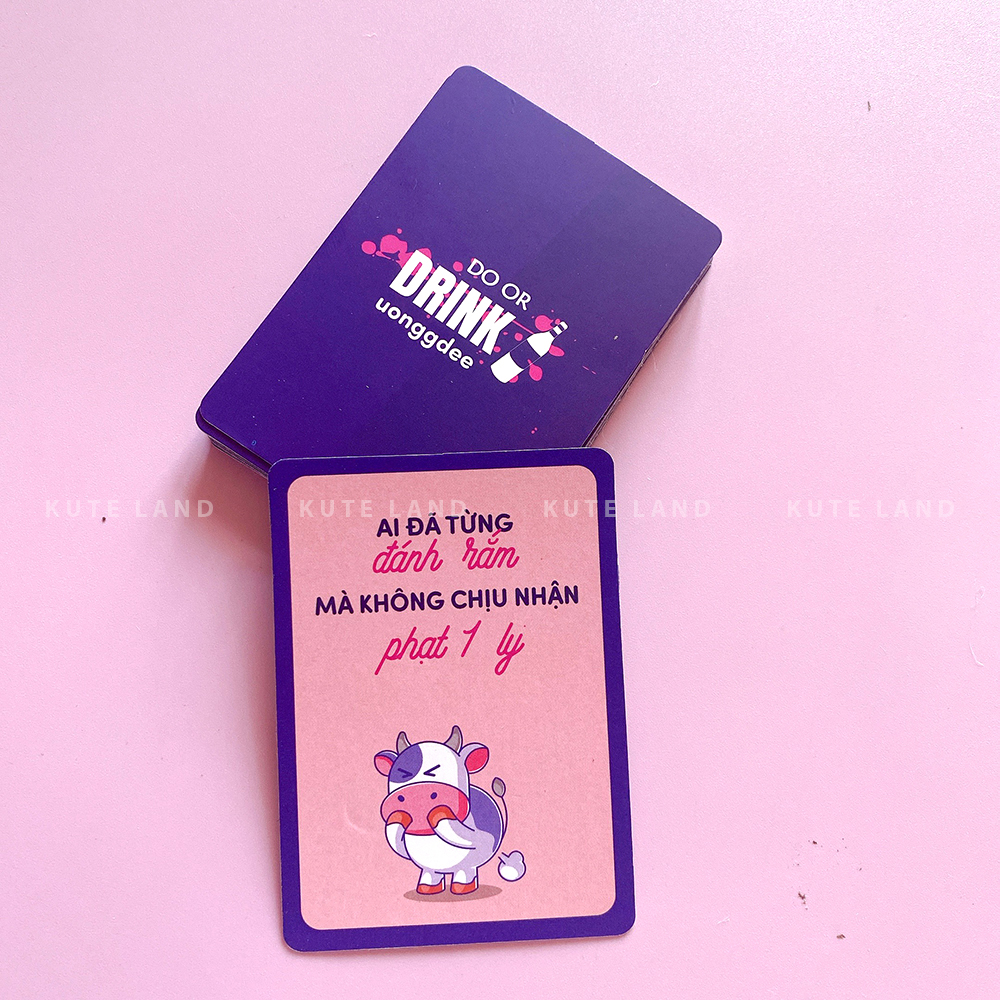 DO OR
DRINK
uonggdee
KUTE LAND KUTE LAND KUTE LAND KUTE LAND
AI ĐÃ TỪNG
đánh rắm
MÀ KHÔNG CHỊU NHẬN
phạt 1 ly